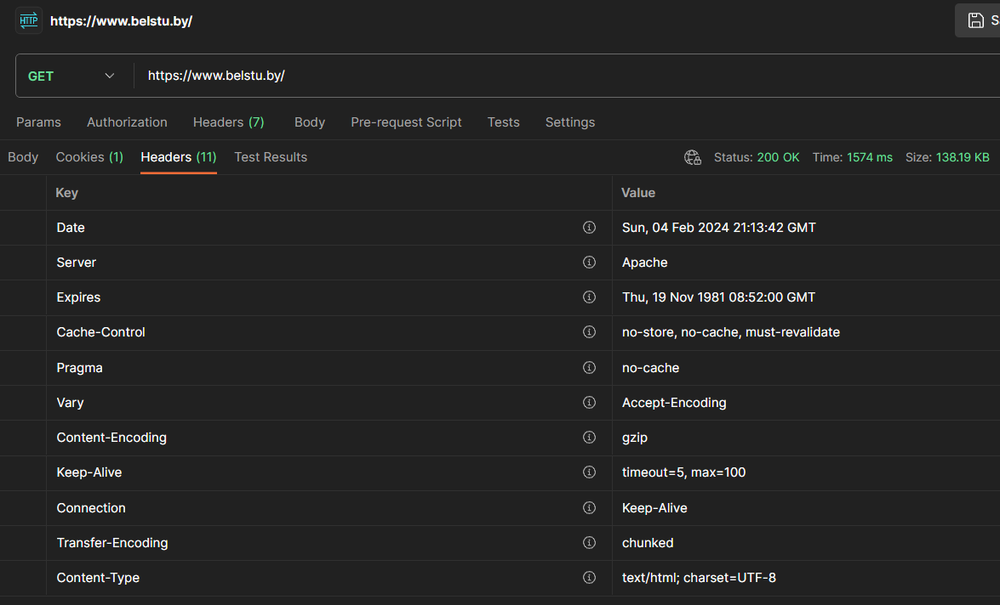 HTTP https://www.belstu.by/ S
GET https://www.belstu.by/
Params Authorization Headers (7) Body Pre-request Script Tests Settings
Body Cookies (1) Headers (11) Test Results Status: 200 OK Time: 1574 ms Size: 138.19 KB
Key Value
Date Sun, 04 Feb 2024 21:13:42 GMT
Server Apache
Expires Thu, 19 Nov 1981 08:52:00 GMT
Cache-Control no-store, no-cache, must-revalidate
Pragma no-cache
Vary Accept-Encoding
Content-Encoding gzip
Keep-Alive timeout=5, max=100
Connection Keep-Alive
Transfer-Encoding chunked
Content-Type text/html; charset=UTF-8